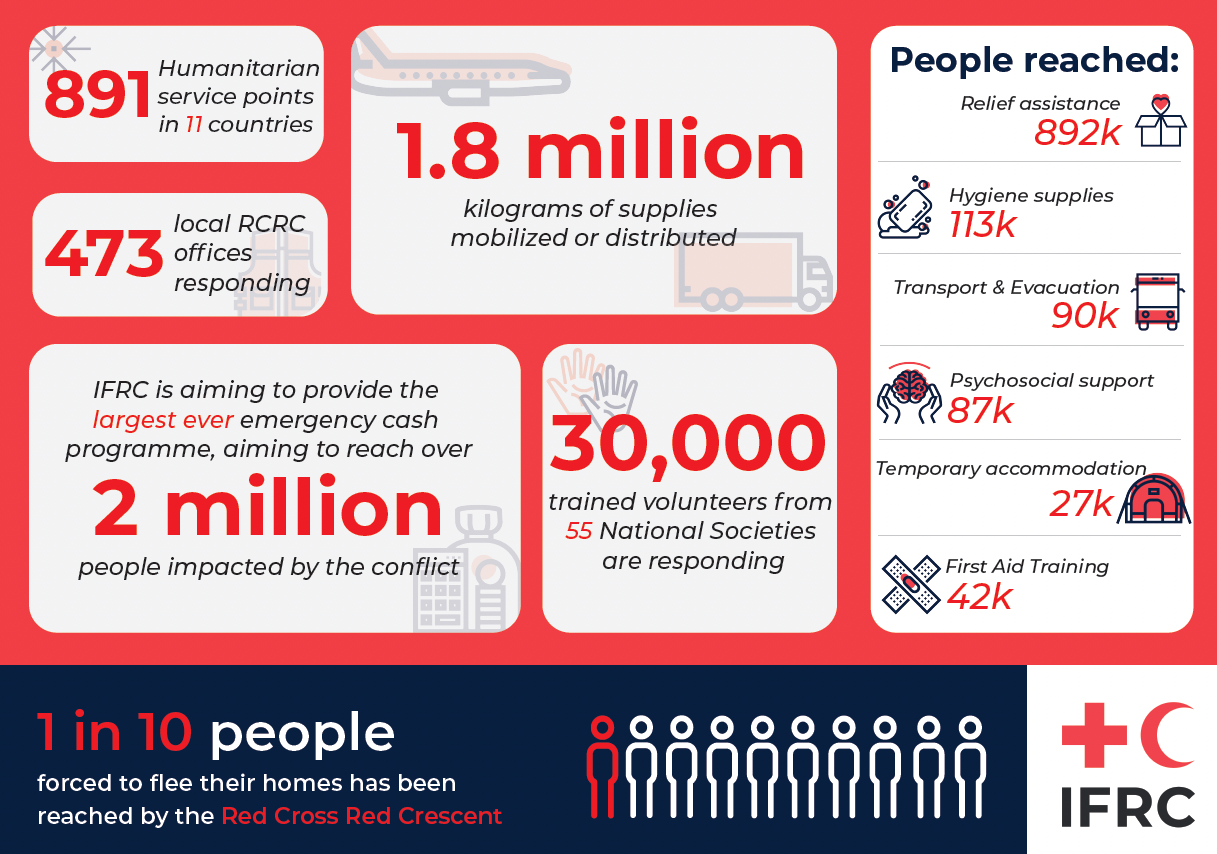 891
Humanitarian
service points
in 11 countries
473
local RCRC
offices
responding
1.8 million
kilograms of supplies
mobilized or distributed
IFRC is aiming to provide the
largest ever emergency cash
programme, aiming to reach over
2 million
people impacted by the conflict
30,000
trained volunteers from
55 National Societies
are responding
People reached:
Relief assistance
892k
Hygiene supplies
113k
Transport & Evacuation
90k
Psychosocial support
87k
Temporary accommodation
27k
First Aid Training
42k
1 in 10 people
forced to flee their homes has been
reached by the Red Cross Red Crescent
IFRC